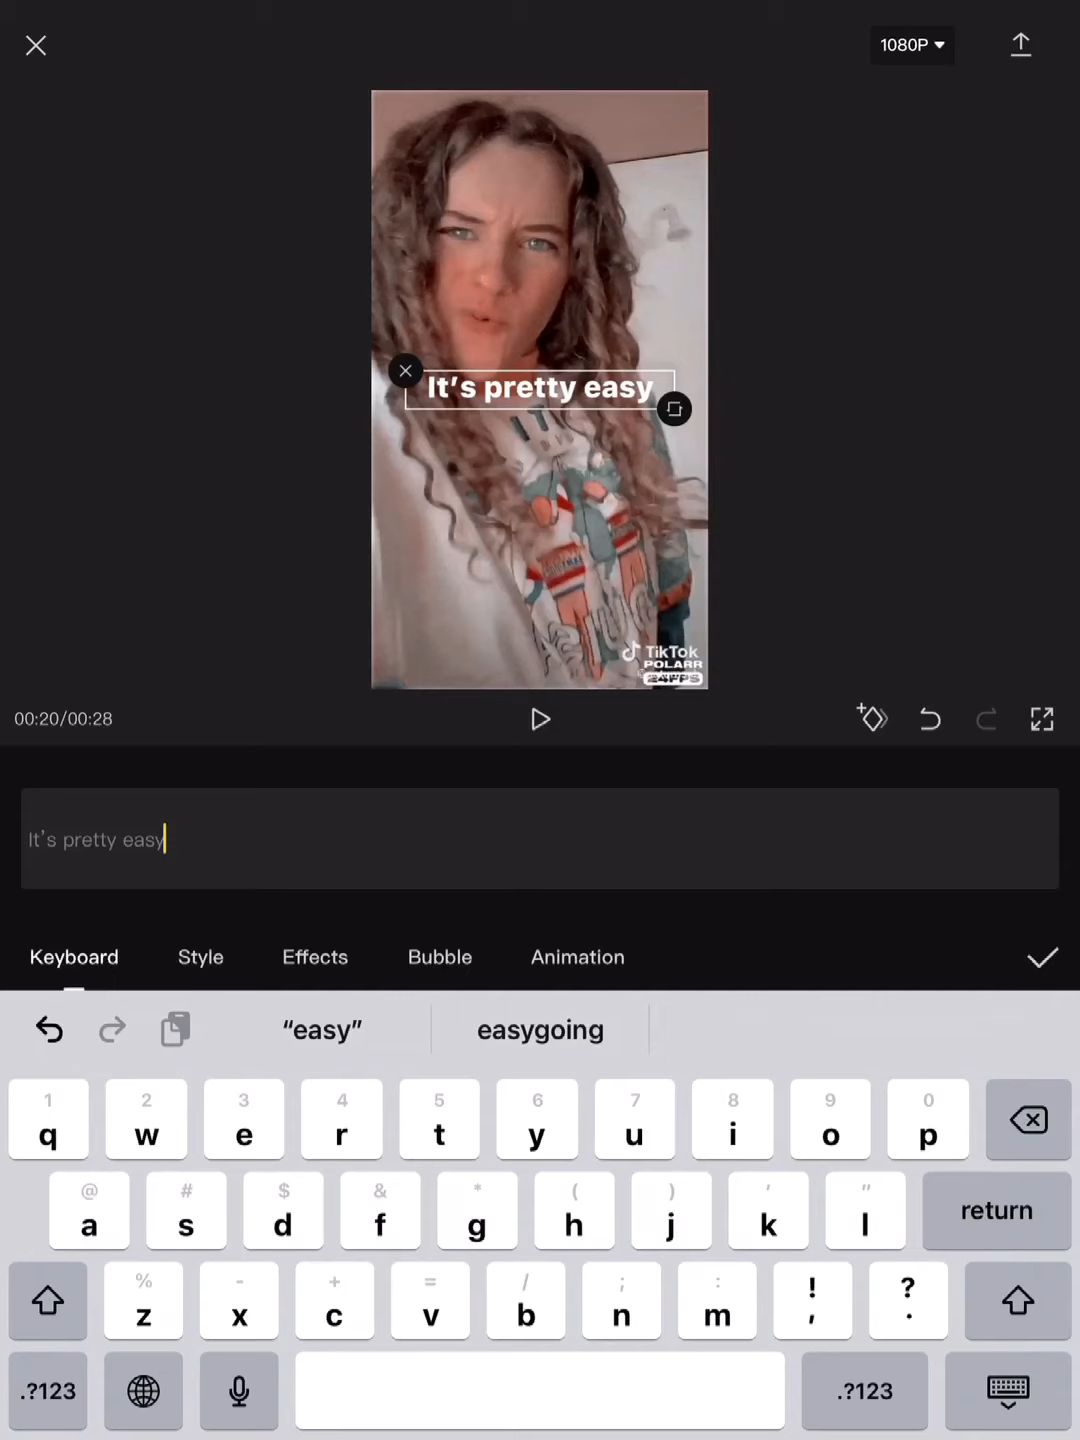 1080P
It's pretty easy
TikTok
POLARR
24FPS
00:20/00:28
It's pretty easy
Keyboard Style Effects Bubble Animation
“easy” easygoing
1 2 3 4 5 6 7 8 9 0
q w e r t y u i o p
@ # $ & * ( ) ' "
a s d f g h j k l return
% - + = / ; : ! ?
z x c v b n m , .
.?123 .?123